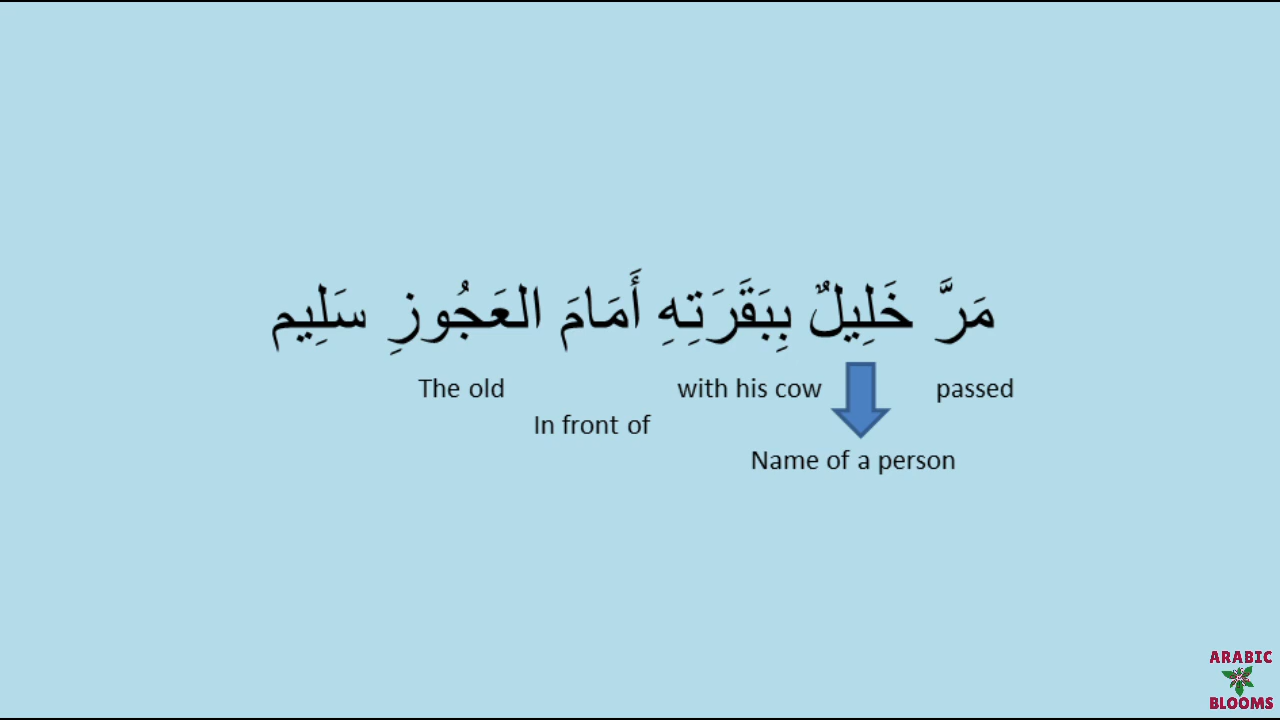 مَرَّ خَلِيلٌ بِبَقَرَتِهِ أَمَامَ العَجُوزِ سَلِيم
The old with his cow passed
In front of
Name of a person
ARABIC
BLOOMS